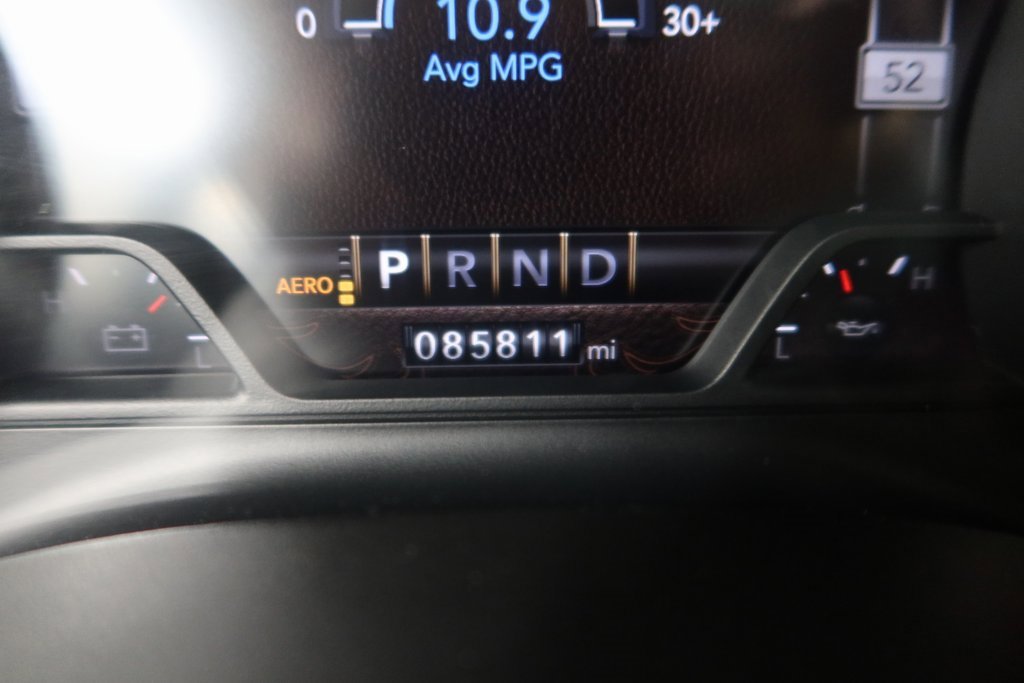 0 10.9 30+
Avg MPG
52
AERO P R N D
H H
085811 mi
L L